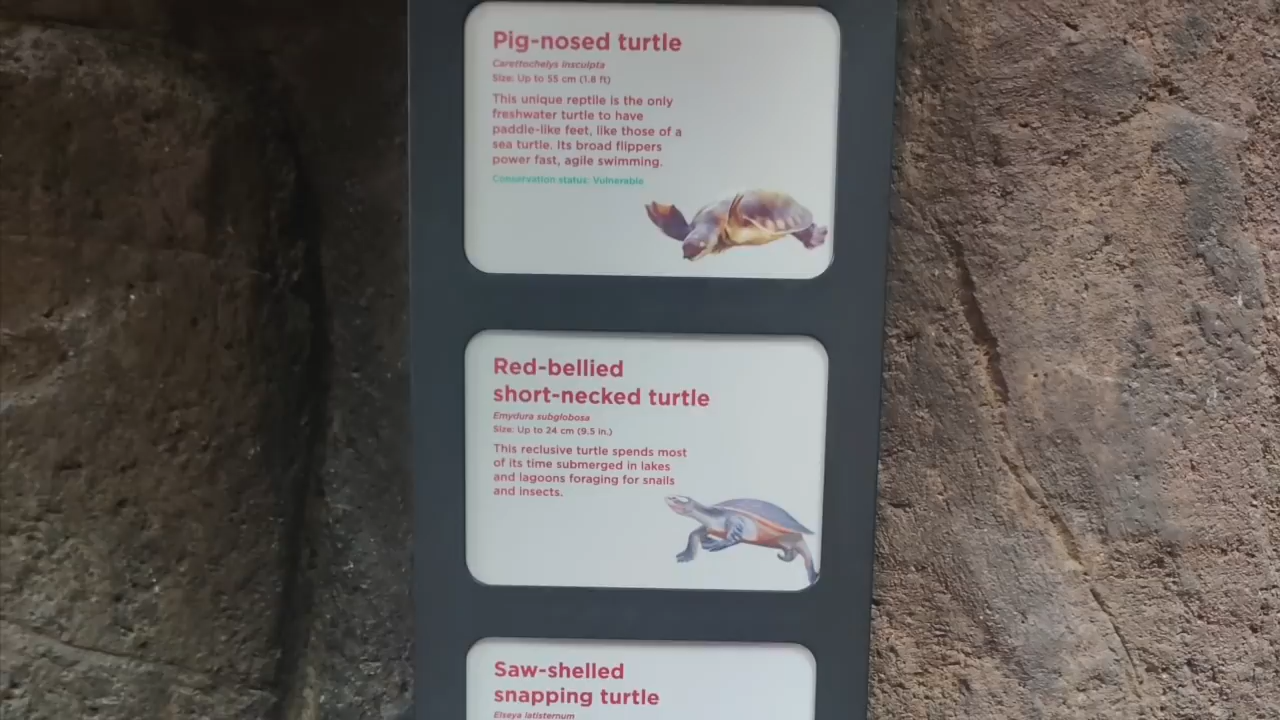 Pig-nosed turtle
Carettochelys insculpta
Size: Up to 55 cm (1.8 ft)
This unique reptile is the only
freshwater turtle to have
paddle-like feet, like those of a
sea turtle. Its broad flippers
power fast, agile swimming.
Conservation status: Vulnerable
Red-bellied
short-necked turtle
Emydura subglobosa
Size: Up to 24 cm (9.5 in.)
This reclusive turtle spends most
of its time submerged in lakes
and lagoons foraging for snails
and insects.
Saw-shelled
snapping turtle
Elseya latisternum